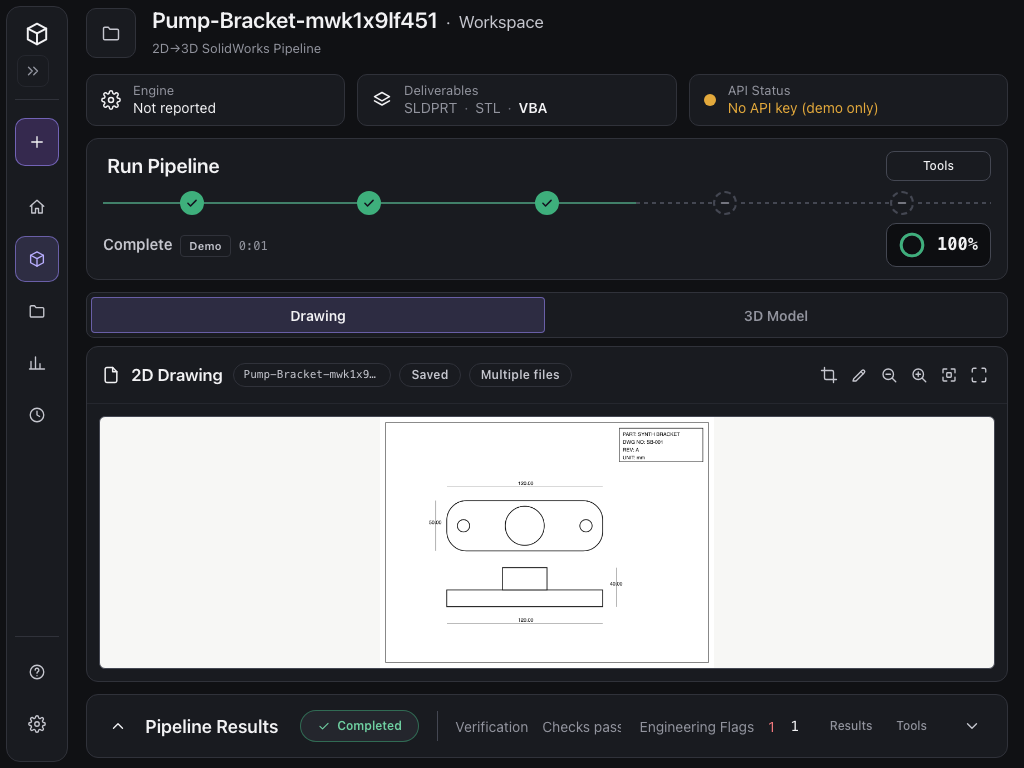 Pump-Bracket-mwk1x9lf451 · Workspace
2D→3D SolidWorks Pipeline
Engine
Not reported
Deliverables
SLDPRT · STL · VBA
API Status
No API key (demo only)
Run Pipeline
Tools
Complete Demo 0:01
100%
Drawing
3D Model
2D Drawing Pump-Bracket-mwk1x9… Saved Multiple files
PART: SYNTH BRACKET
DWG NO: SB-001
REV: A
UNIT: mm
120.00
50.00
40.00
120.00
Pipeline Results Completed Verification Checks pass Engineering Flags 1 1 Results Tools